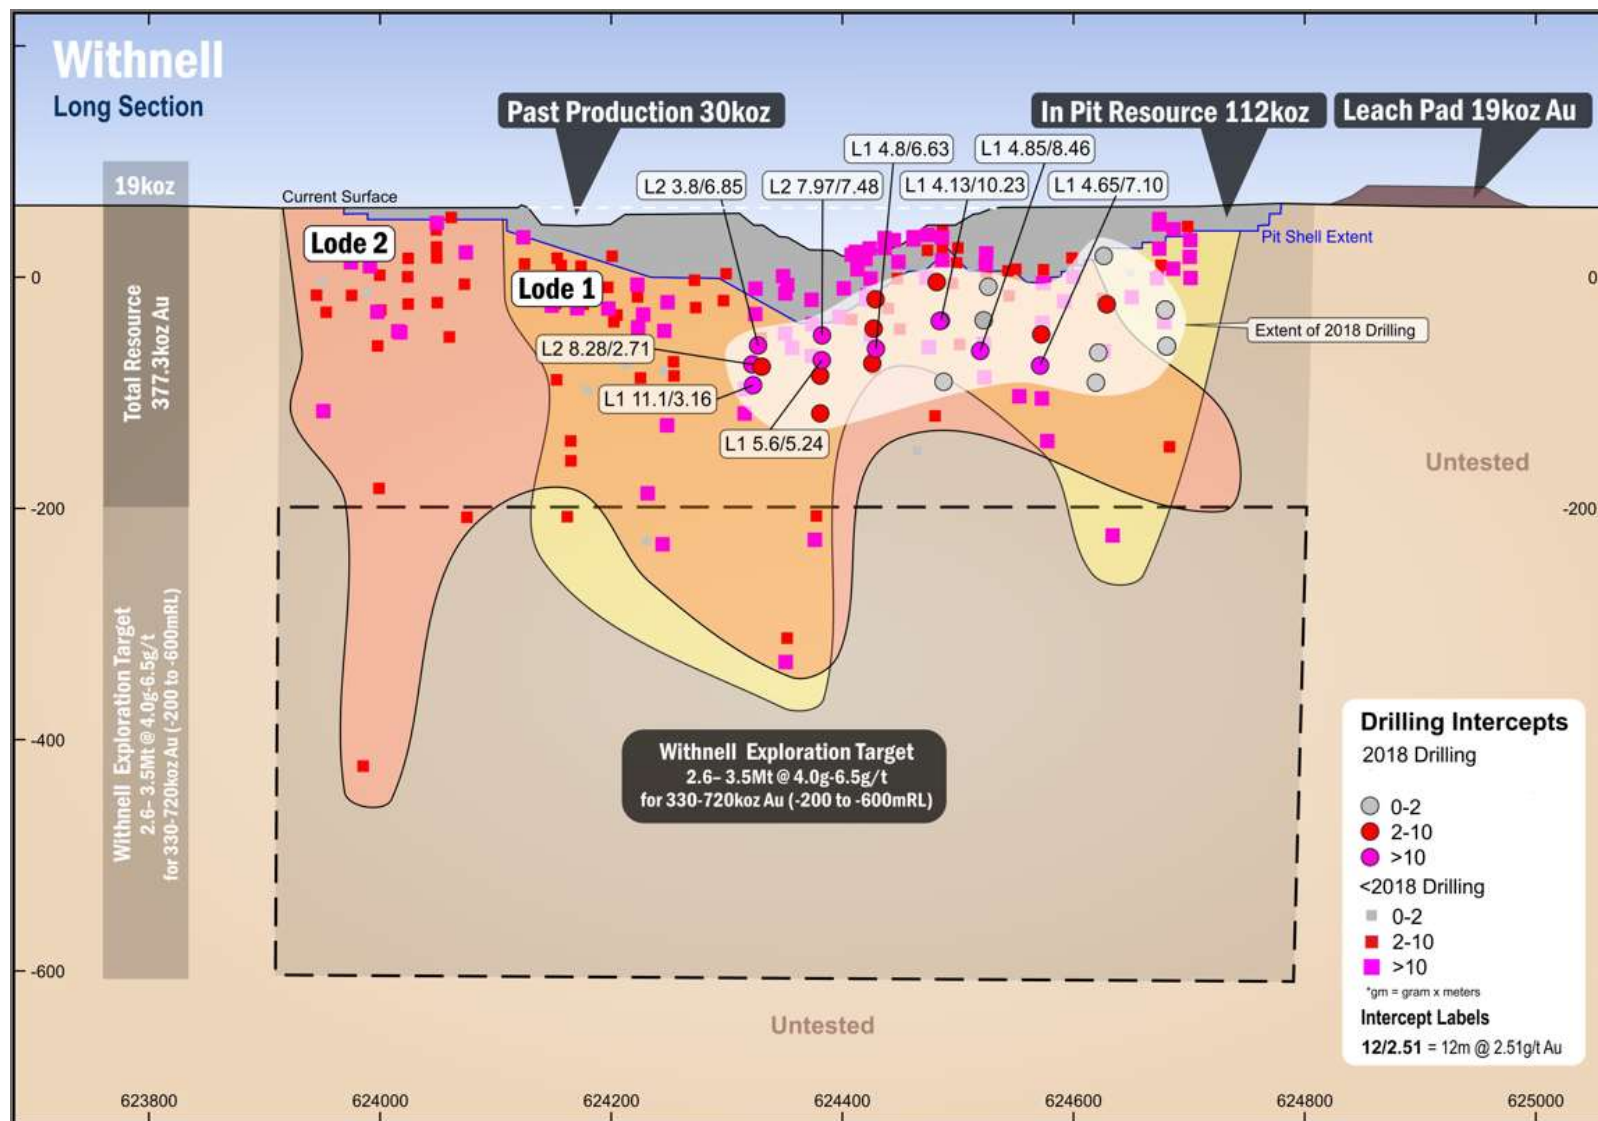 Withnell
Long Section
Past Production 30koz
In Pit Resource 112koz
Leach Pad 19koz Au
L1 4.8/6.63
L1 4.85/8.46
L2 3.8/6.85
L2 7.97/7.48
L1 4.13/10.23
L1 4.65/7.10
19koz
Current Surface
Lode 2
Pit Shell Extent
0
0
Lode 1
Extent of 2018 Drilling
L2 8.28/2.71
L1 11.1/3.16
L1 5.6/5.24
Total Resource
377.3koz Au
Untested
-200
-200
Withnell Exploration Target
2.6– 3.5Mt @ 4.0g-6.5g/t
for 330-720koz Au (-200 to -600mRL)
-400
Withnell Exploration Target
2.6– 3.5Mt @ 4.0g-6.5g/t
for 330-720koz Au (-200 to -600mRL)
-600
Untested
Drilling Intercepts
2018 Drilling
0-2
2-10
>10
<2018 Drilling
0-2
2-10
>10
*gm = gram x meters
Intercept Labels
12/2.51 = 12m @ 2.51g/t Au
623800
624000
624200
624400
624600
624800
625000